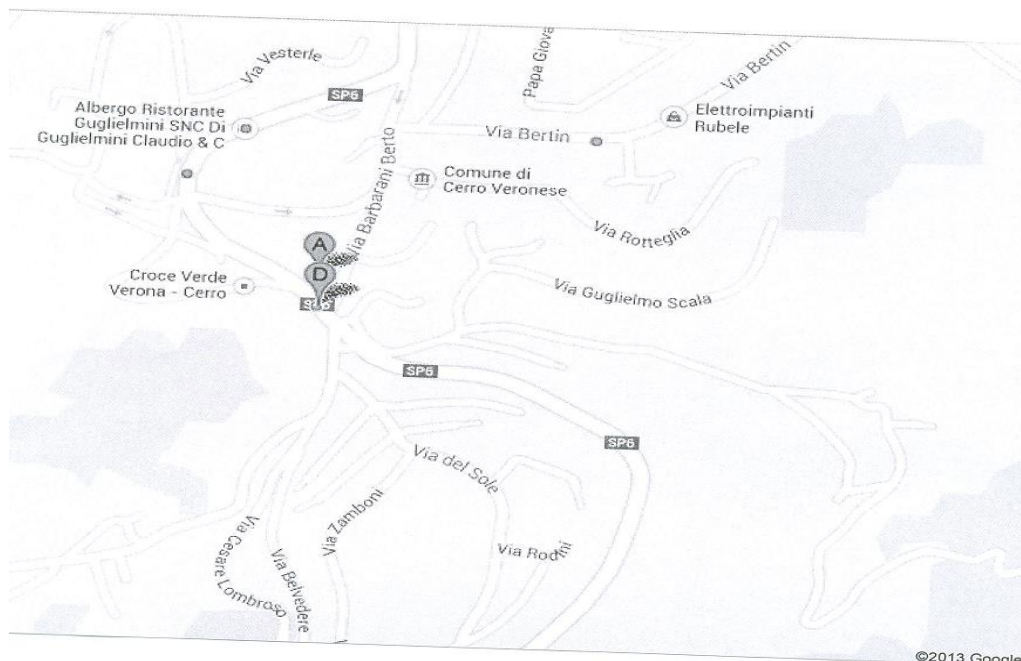 Via Vesterle
Papa Giova
Via Bertin
SP6
Albergo Ristorante
Guglielmini SNC Di
Guglielmini Claudio & C
Elettroimpianti
Rubele
Via Bertin
Via Barbarani Berto
Comune di
Cerro Veronese
Via Rotteglia
A
D
Croce Verde
Verona - Cerro
Via Guglielmo Scala
SP6
SP6
SP6
Via del Sole
Via Zamboni
Via Rodini
Via Cesare Lombroso
Via Belvedere
©2013 Google